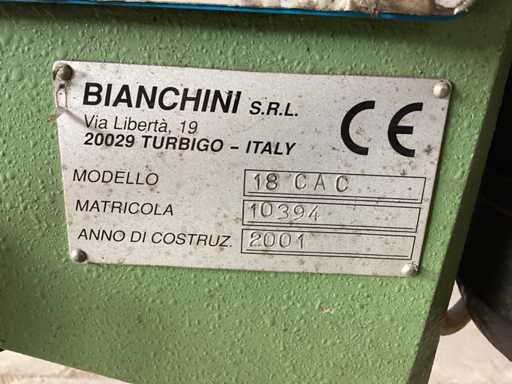 BIANCHINI S.R.L.
Via Libertà, 19
20029 TURBIGO - ITALY
CE
MODELLO 18 CAC
MATRICOLA 10394
ANNO DI COSTRUZ. 2001